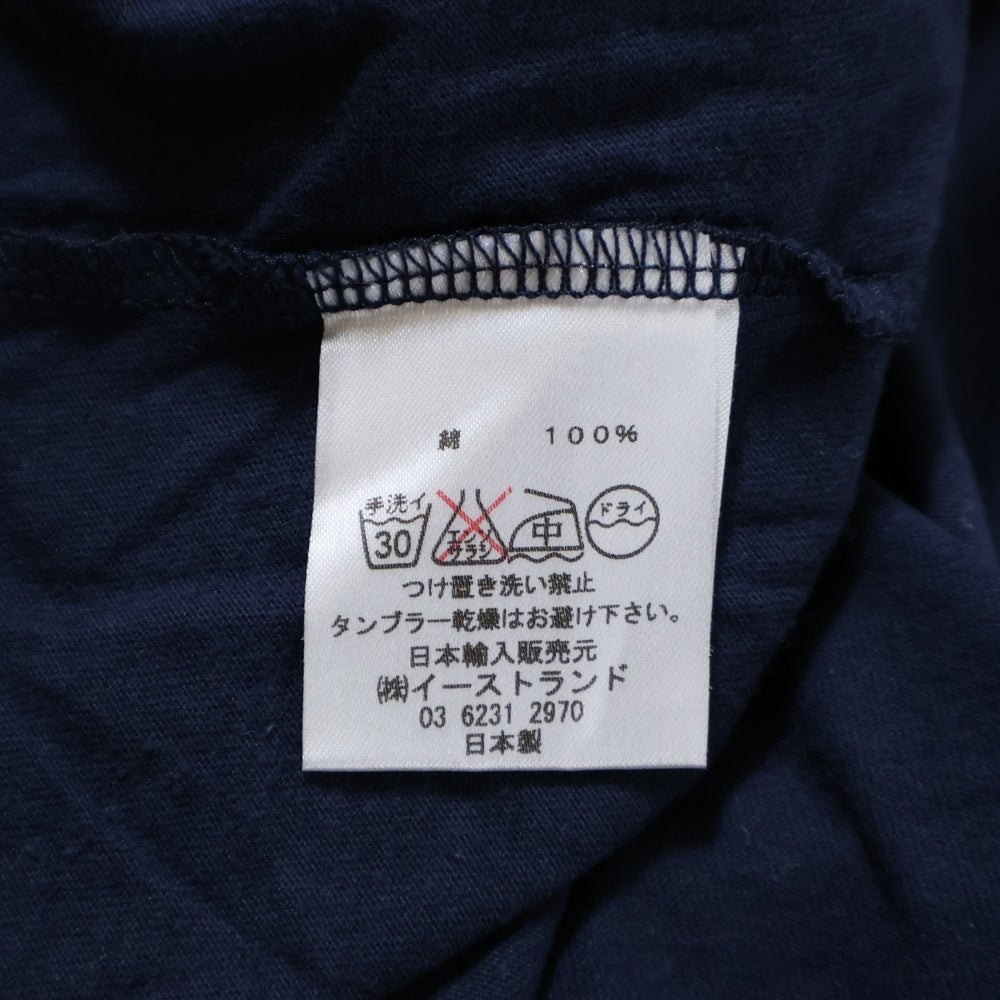 綿 100%
手洗イ 30 エンソサラシ 中 ドライ
つけ置き洗い禁止
タンブラー乾燥はお避け下さい。
日本輸入販売元
㈱イーストランド
03 6231 2970
日本製